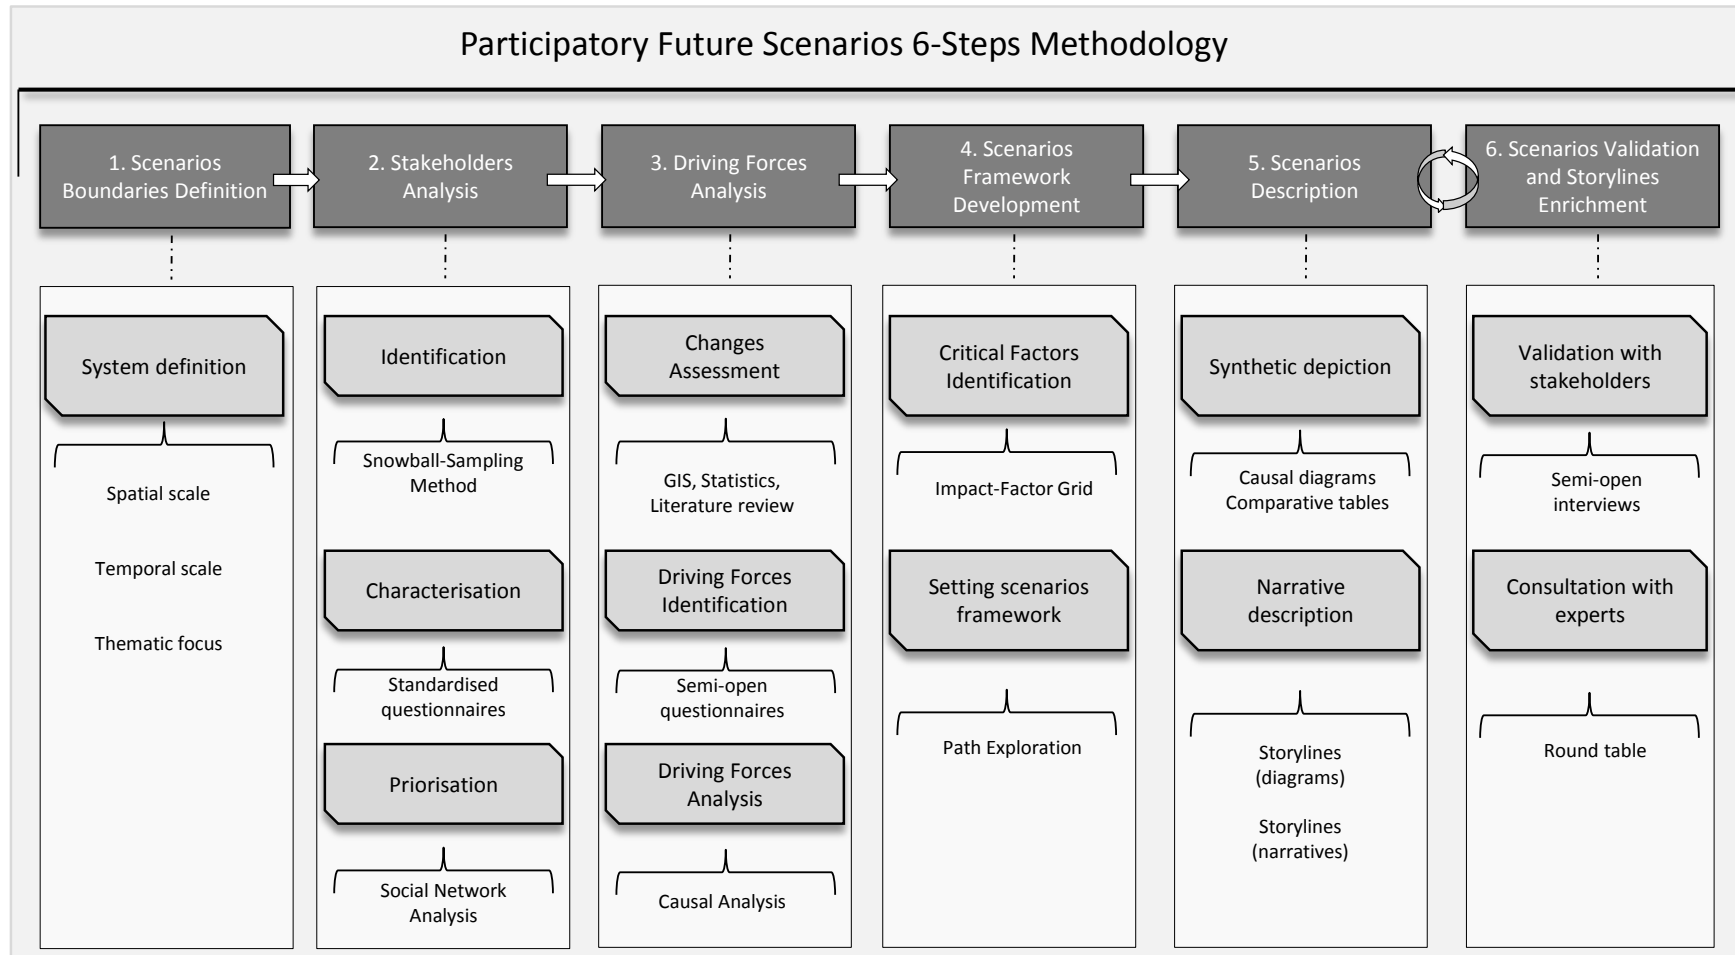 Participatory Future Scenarios 6-Steps Methodology
1. Scenarios
Boundaries Definition
2. Stakeholders
Analysis
3. Driving Forces
Analysis
4. Scenarios
Framework
Development
5. Scenarios
Description
6. Scenarios Validation
and Storylines
Enrichment
System definition
Spatial scale
Temporal scale
Thematic focus
Identification
Snowball-Sampling
Method
Characterisation
Standardised
questionnaires
Priorisation
Social Network
Analysis
Changes
Assessment
GIS, Statistics,
Literature review
Driving Forces
Identification
Semi-open
questionnaires
Driving Forces
Analysis
Causal Analysis
Critical Factors
Identification
Impact-Factor Grid
Setting scenarios
framework
Path Exploration
Synthetic depiction
Causal diagrams
Comparative tables
Narrative
description
Storylines
(diagrams)
Storylines
(narratives)
Validation with
stakeholders
Semi-open
interviews
Consultation with
experts
Round table